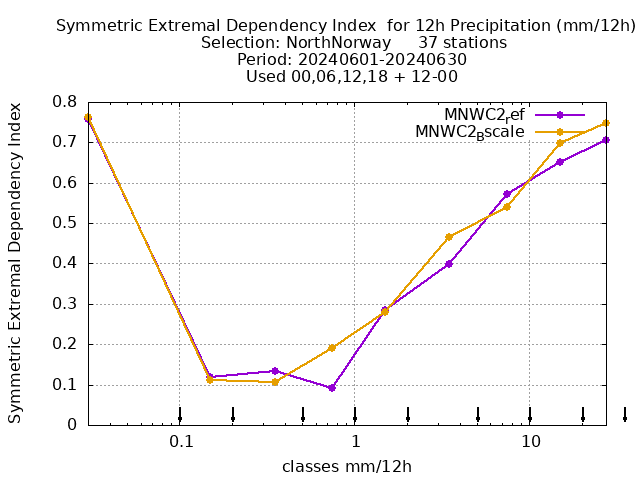 Symmetric Extremal Dependency Index  for 12h Precipitation (mm/12h)
Selection: NorthNorway     37 stations
Period: 20240601-20240630
Used 00,06,12,18 + 12-00
MNWC2ref
MNWC2Bscale
Symmetric Extremal Dependency Index
0.8
0.7
0.6
0.5
0.4
0.3
0.2
0.1
0
0.1 1 10
classes mm/12h